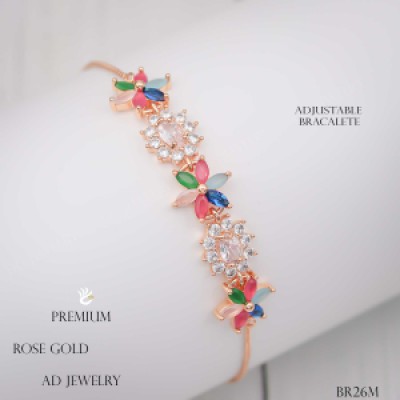 ADJUSTABLE
BRACALETE
PREMIUM
ROSE GOLD
AD JEWELRY
BR26M